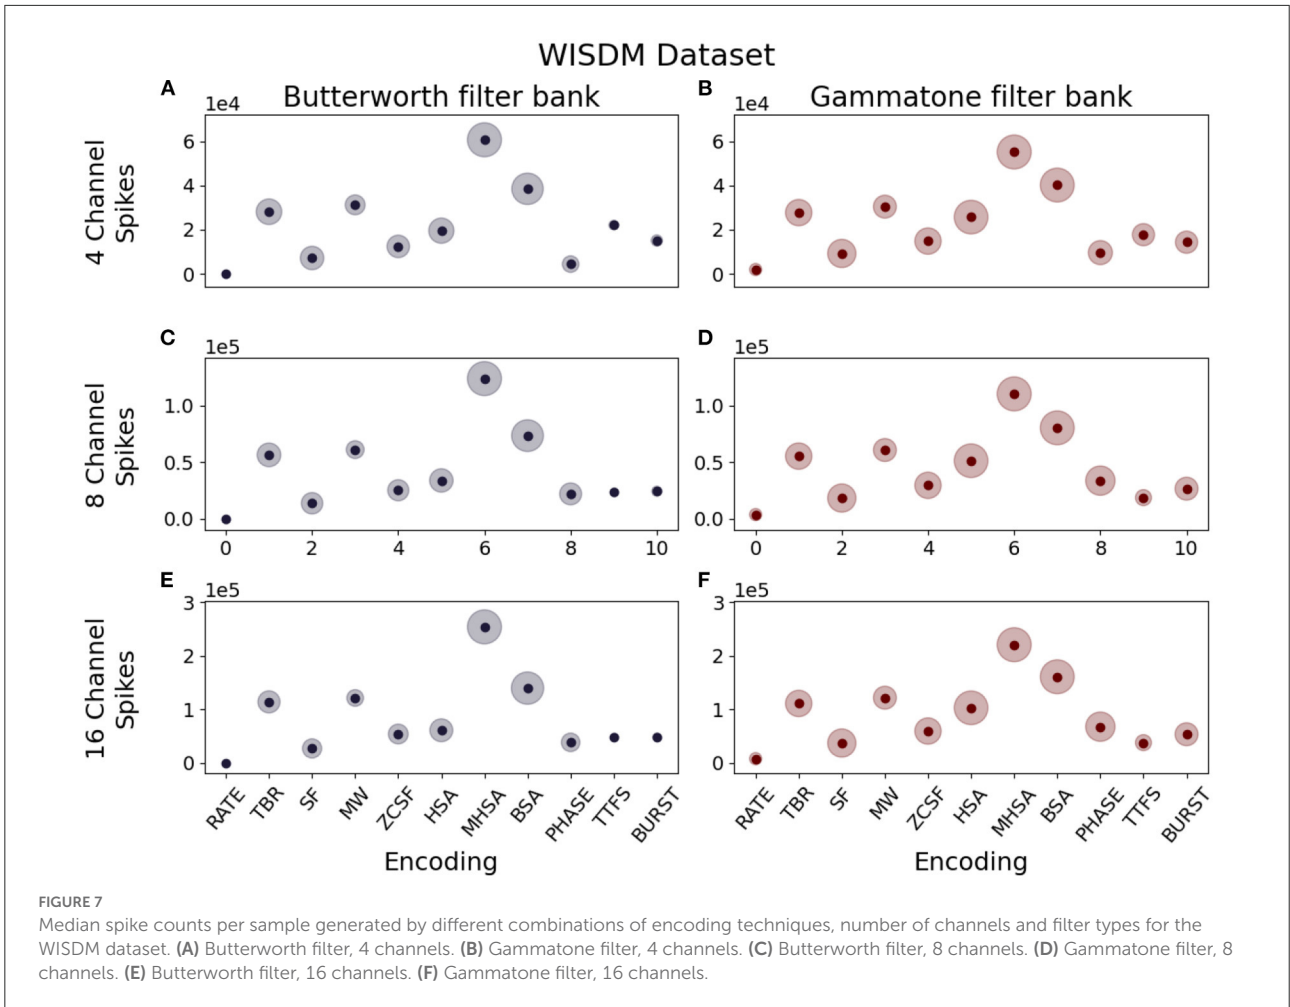 WISDM Dataset
A
Butterworth filter bank
B
Gammatone filter bank
1e4
1e4
4 Channel
Spikes
6
4
2
0
6
4
2
0
C
D
1e5
1e5
8 Channel
Spikes
1.0
0.5
0.0
1.0
0.5
0.0
0 2 4 6 8 10
0 2 4 6 8 10
E
F
1e5
1e5
16 Channel
Spikes
3
2
1
0
3
2
1
0
RATE TBR SF MW ZCSF HSA MHSA BSA PHASE TTFS BURST
RATE TBR SF MW ZCSF HSA MHSA BSA PHASE TTFS BURST
Encoding
Encoding
FIGURE 7
Median spike counts per sample generated by different combinations of encoding techniques, number of channels and filter types for the
WISDM dataset. (A) Butterworth filter, 4 channels. (B) Gammatone filter, 4 channels. (C) Butterworth filter, 8 channels. (D) Gammatone filter, 8
channels. (E) Butterworth filter, 16 channels. (F) Gammatone filter, 16 channels.